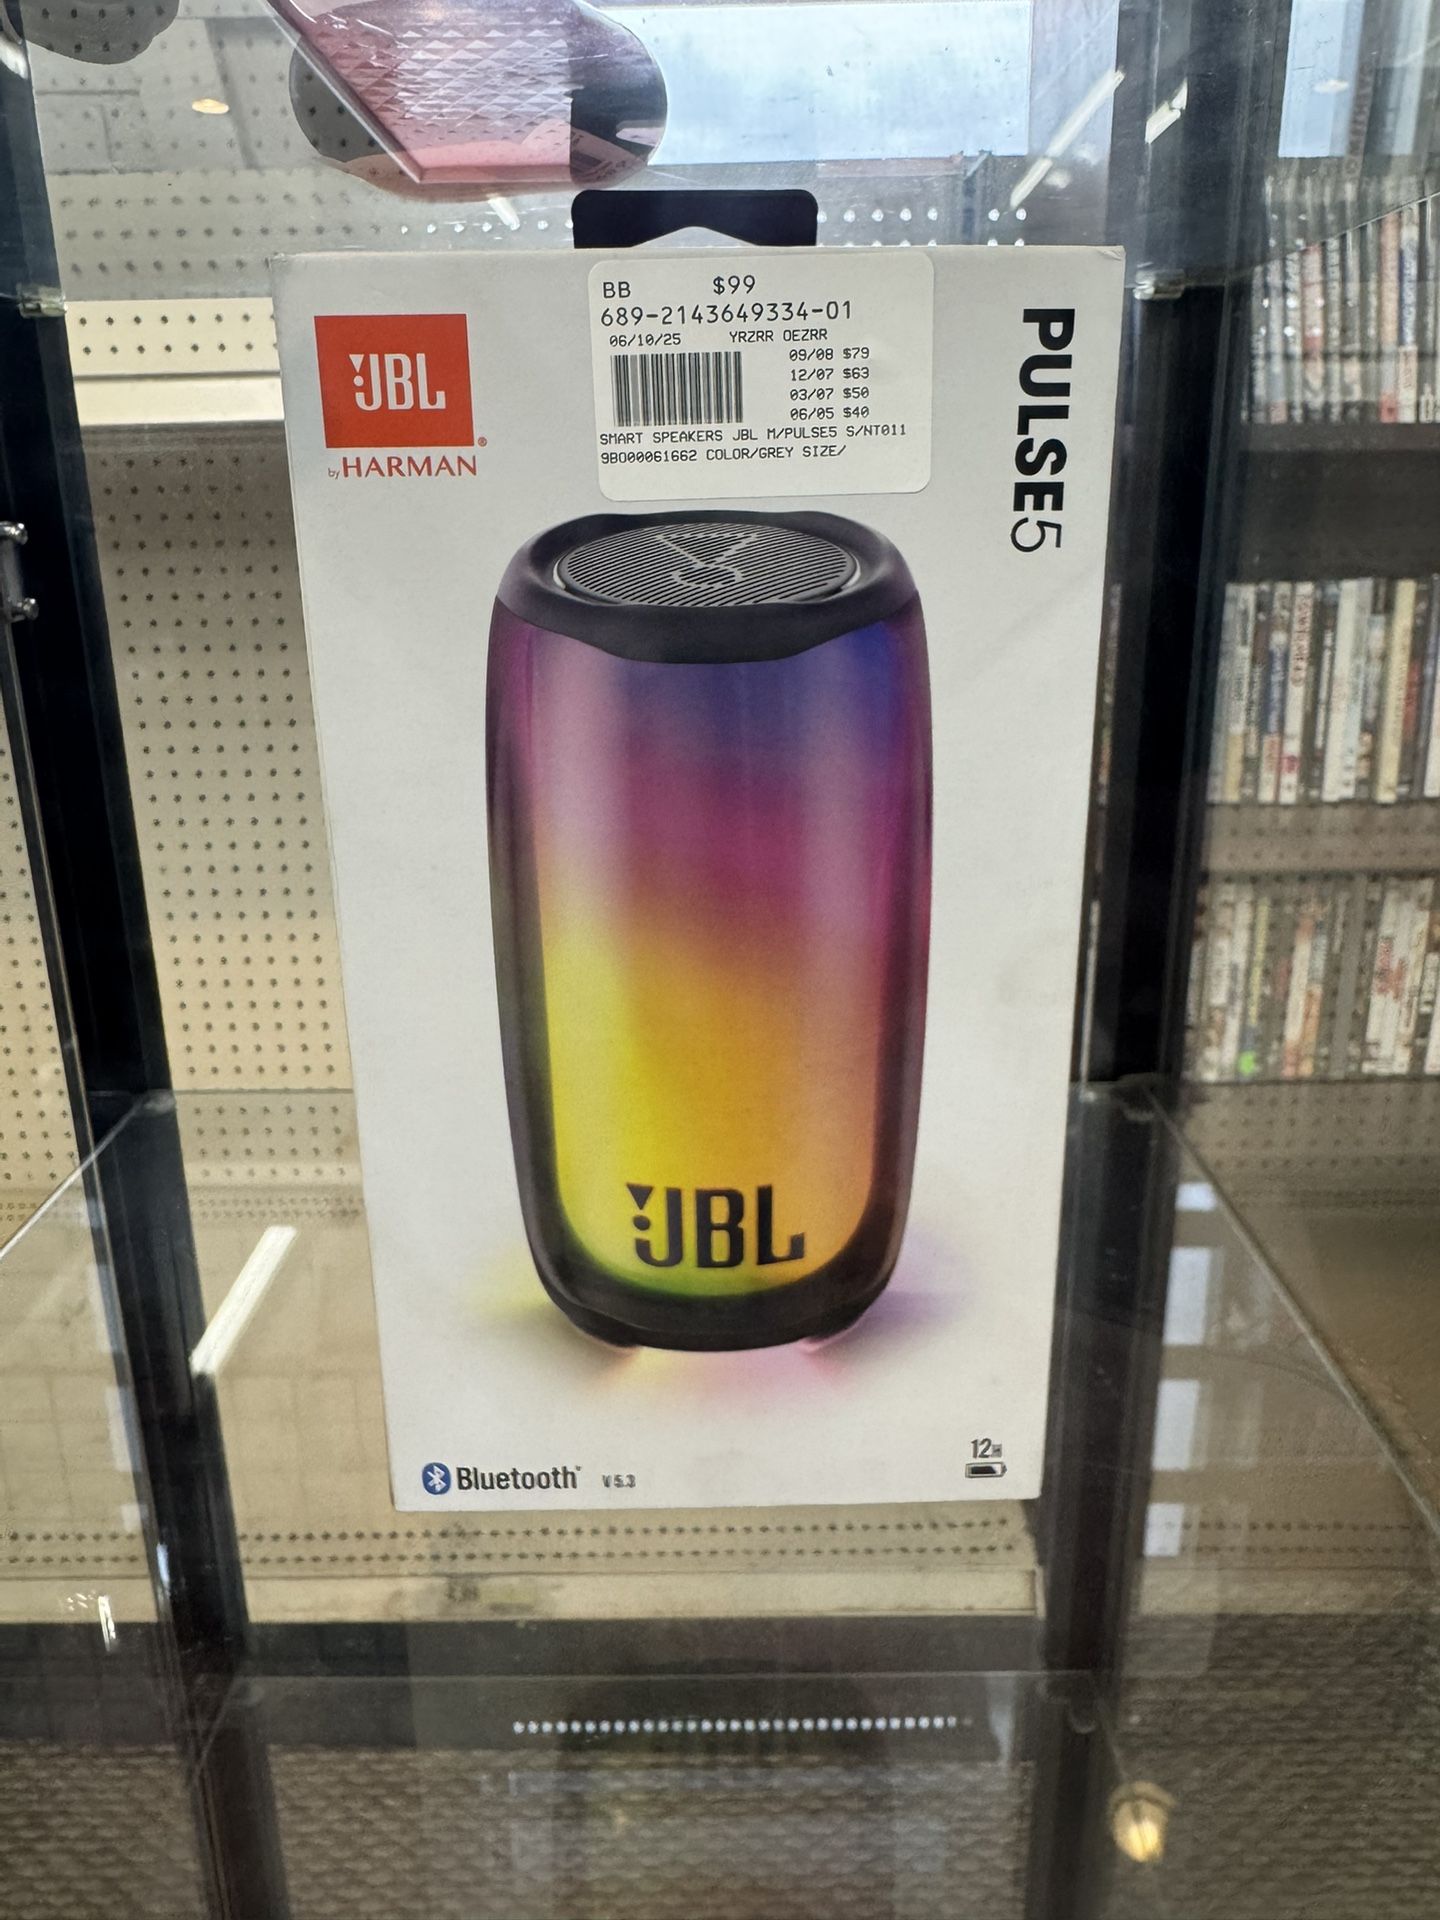 BB $99
689-2143649334-01
06/10/25 YRZRR OEZRR
09/08 $79
12/07 $63
03/07 $50
06/05 $40
SMART SPEAKERS JBL M/PULSE5 S/NT011
9BO00061662 COLOR/GREY SIZE/
JBL
by HARMAN
PULSE5
JBL
Bluetooth V5.3
12H